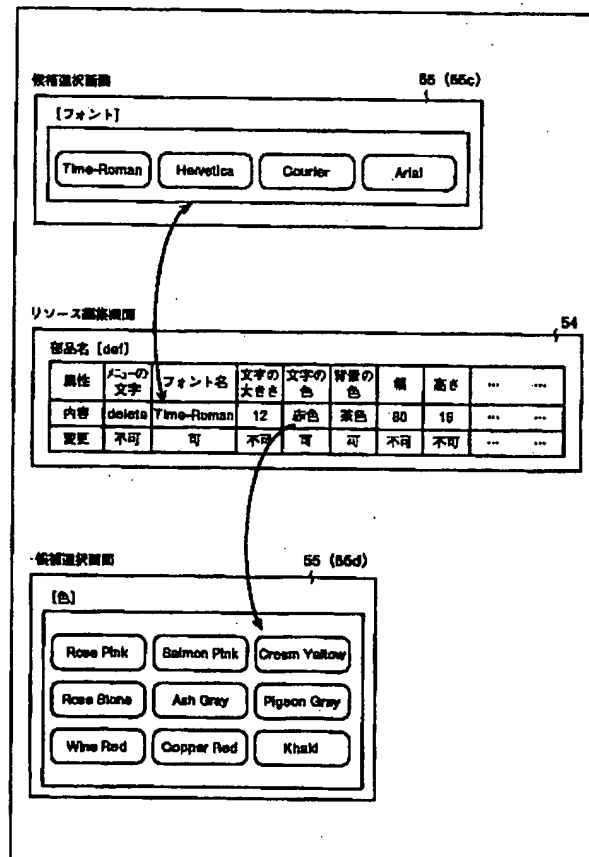 候補選択画面 55 (55c)
[フォント]
Time-Roman Helvetica Courier Arial
リソース編集画面 54
部品名 [def]
属性 メニューの文字 フォント名 文字の大きさ 文字の色 背景の色 幅 高さ … …
内容 delete Time-Roman 12 赤色 茶色 80 16 … …
変更 不可 可 不可 可 可 不可 不可 … …
候補選択画面 55 (55d)
[色]
Rose Pink Salmon Pink Cream Yellow
Rose Stone Ash Gray Pigeon Gray
Wine Red Copper Red Khaki